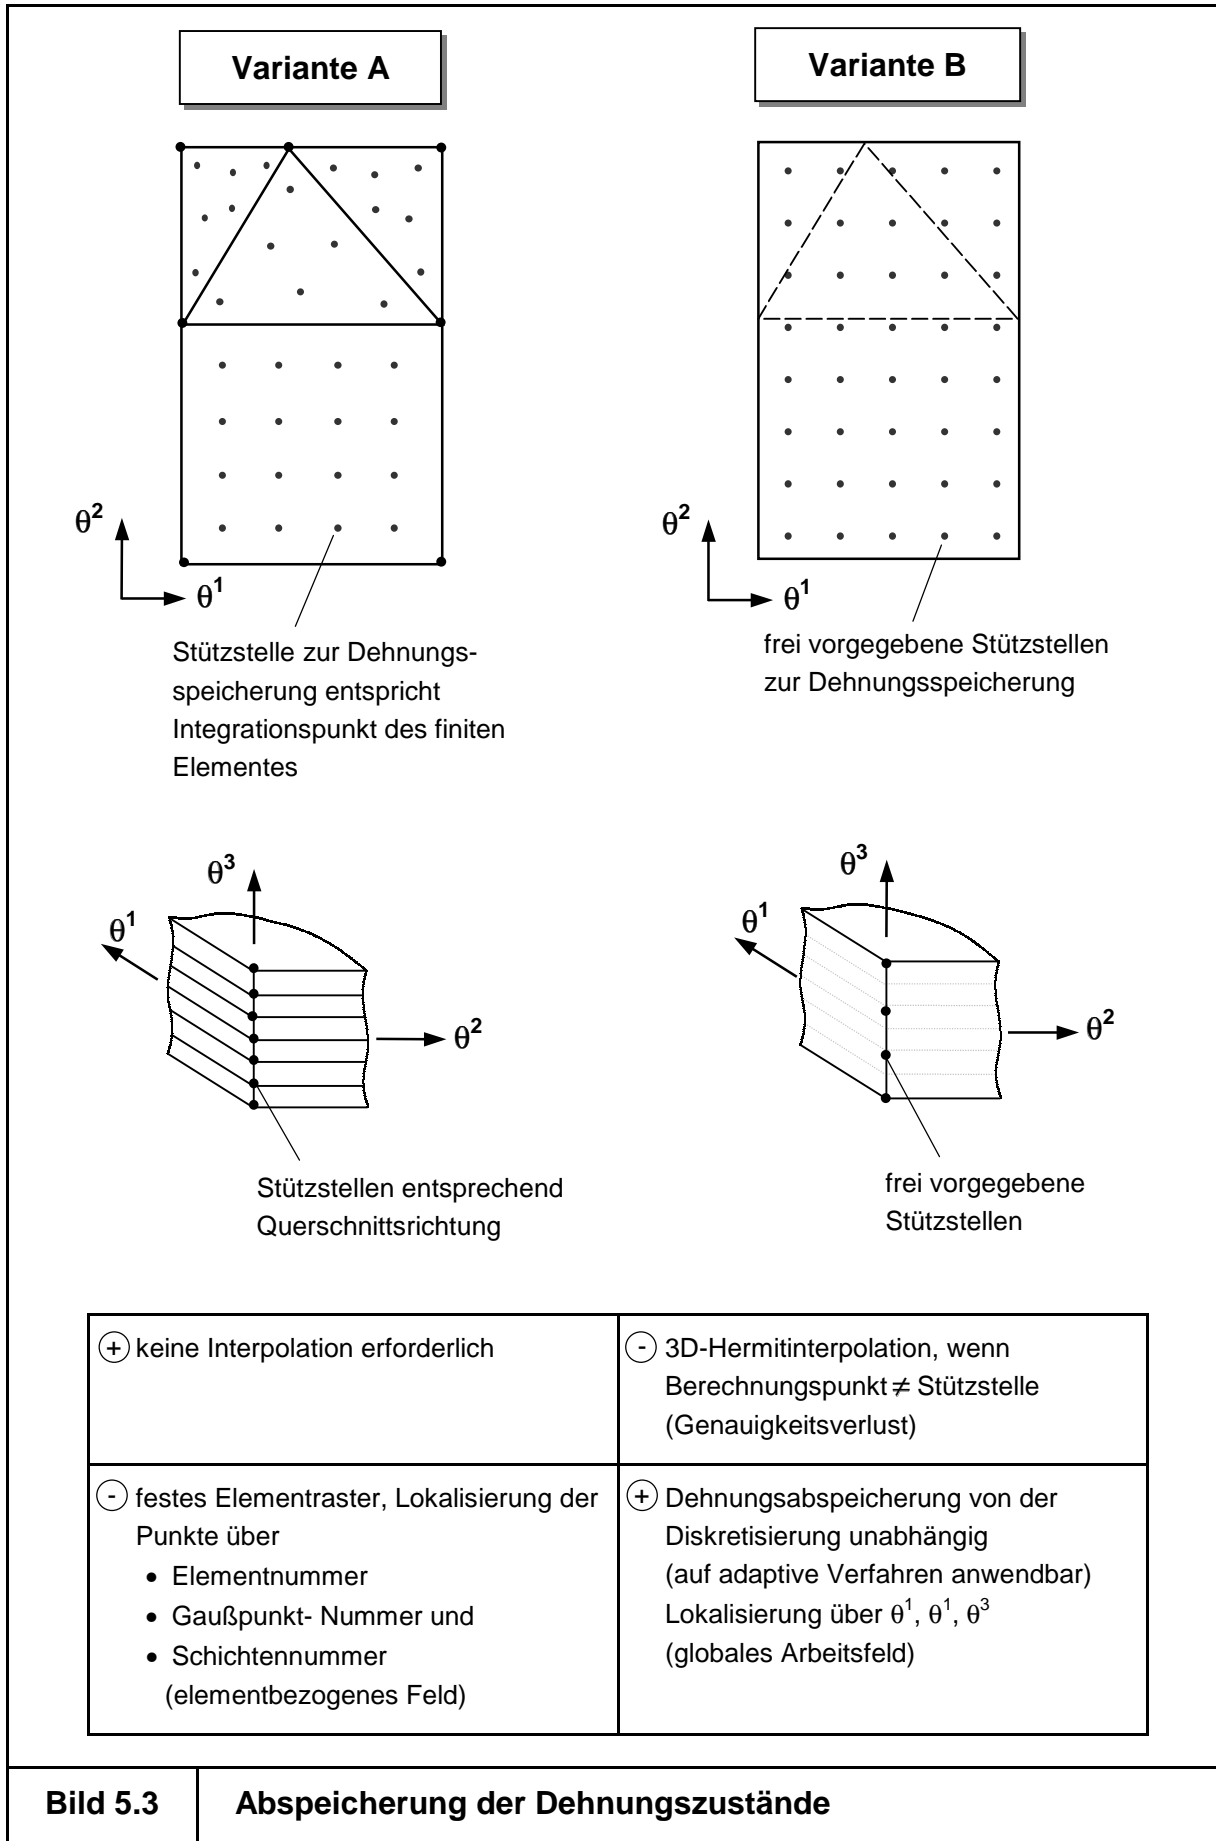 Variante A
Variante B
θ²
θ¹
θ²
θ¹
Stützstelle zur Dehnungs-
speicherung entspricht
Integrationspunkt des finiten
Elementes
frei vorgegebene Stützstellen
zur Dehnungsspeicherung
θ³
θ¹
θ²
θ³
θ¹
θ²
Stützstellen entsprechend
Querschnittsrichtung
frei vorgegebene
Stützstellen
+ keine Interpolation erforderlich
- 3D-Hermitinterpolation, wenn
Berechnungspunkt ≠ Stützstelle
(Genauigkeitsverlust)
- festes Elementraster, Lokalisierung der
Punkte über
• Elementnummer
• Gaußpunkt- Nummer und
• Schichtennummer
(elementbezogenes Feld)
+ Dehnungsabspeicherung von der
Diskretisierung unabhängig
(auf adaptive Verfahren anwendbar)
Lokalisierung über θ¹, θ¹, θ³
(globales Arbeitsfeld)
Bild 5.3
Abspeicherung der Dehnungszustände